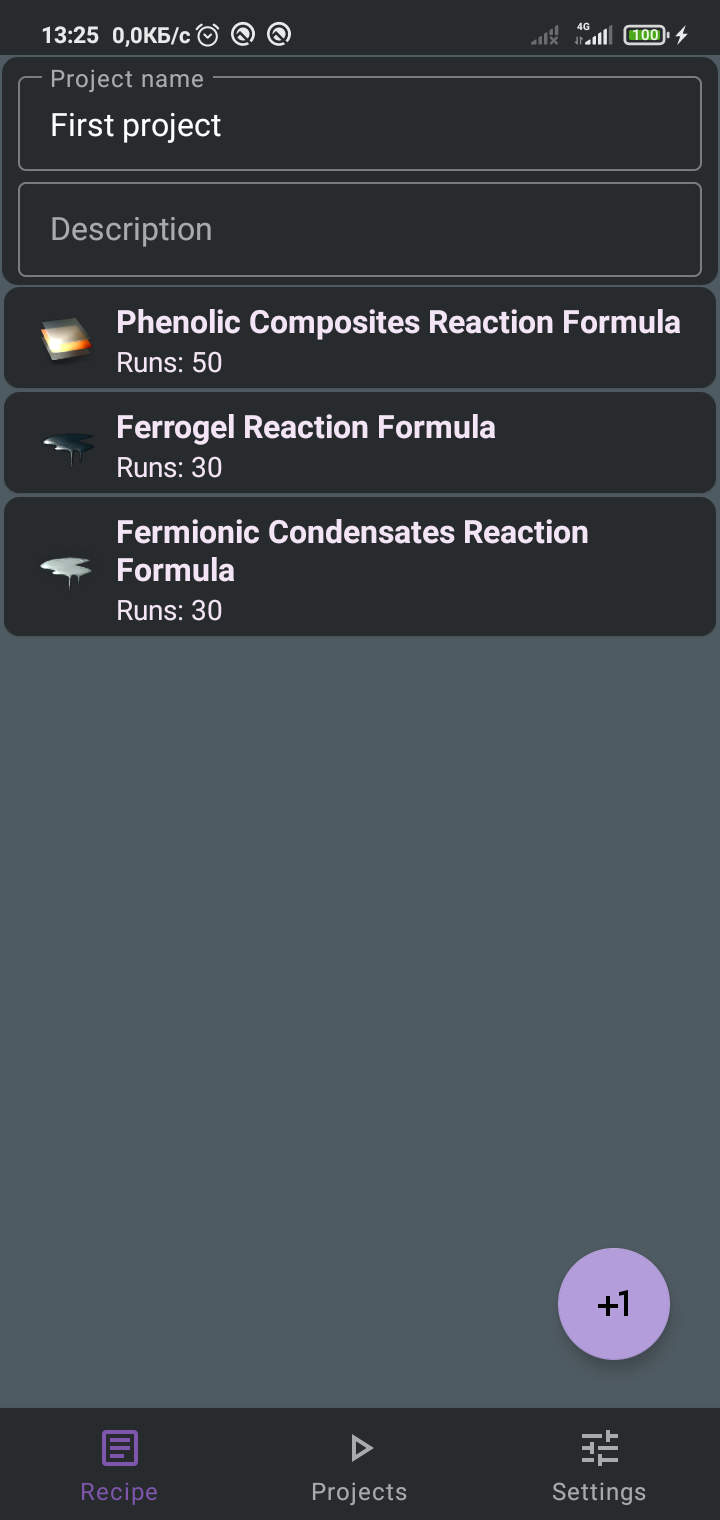 13:25 0,0КБ/с 4G 100
Project name
First project
Description
Phenolic Composites Reaction Formula
Runs: 50
Ferrogel Reaction Formula
Runs: 30
Fermionic Condensates Reaction
Formula
Runs: 30
+1
Recipe Projects Settings